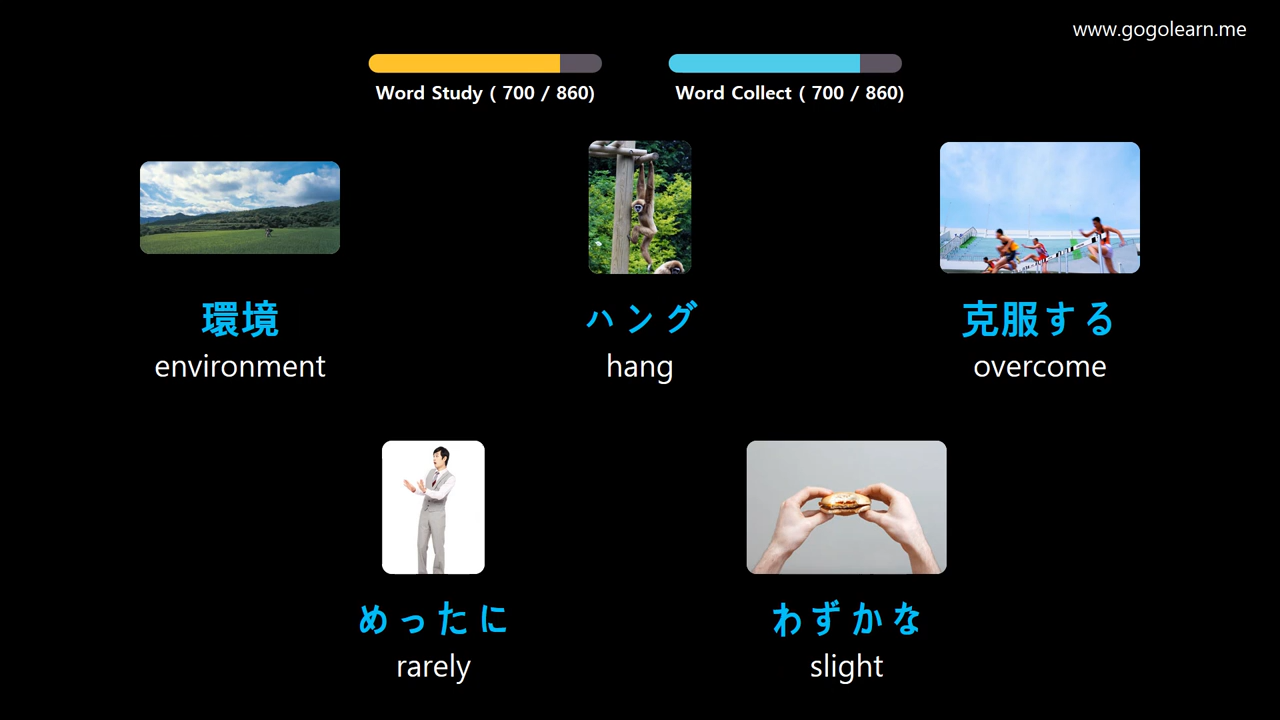 www.gogolearn.me
Word Study ( 700 / 860)
Word Collect ( 700 / 860)
環境
environment
ハング
hang
克服する
overcome
めったに
rarely
わずかな
slight